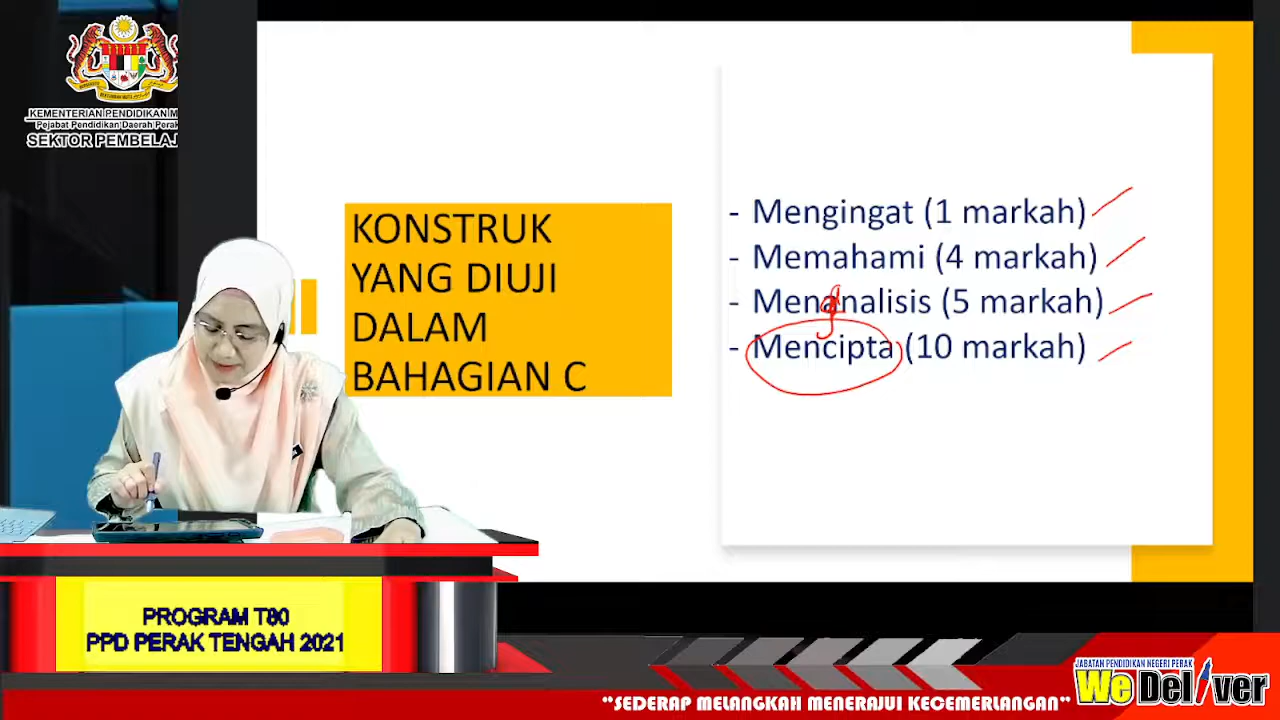 KEMENTERIAN PENDIDIKAN M
Pejabat Pendidikan Daerah Perak
SEKTOR PEMBELAJ
KONSTRUK
YANG DIUJI
DALAM
BAHAGIAN C
- Mengingat (1 markah)
- Memahami (4 markah)
- Menganalisis (5 markah)
- Mencipta (10 markah)
PROGRAM T80
PPD PERAK TENGAH 2021
JABATAN PENDIDIKAN NEGERI PERAK
We Deliver
"SEDERAP MELANGKAH MENERAJUI KECEMERLANGAN"